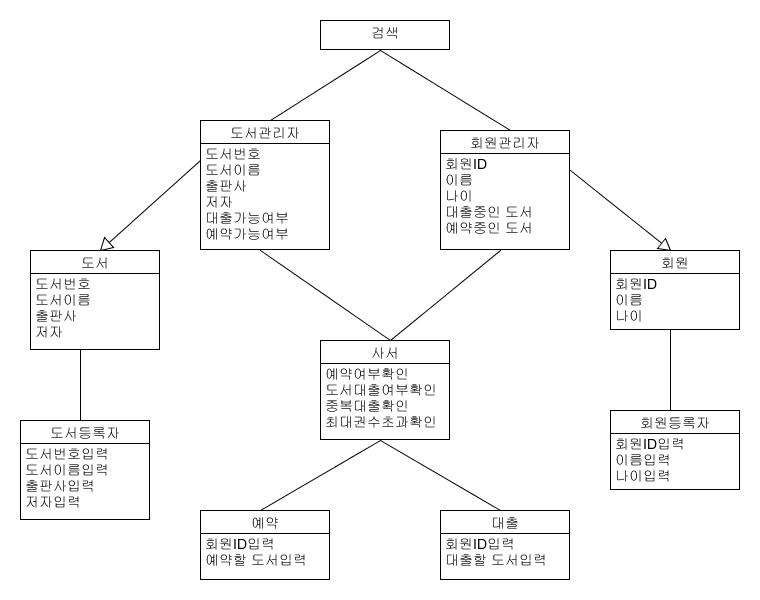 검색
도서관리자
도서번호
도서이름
출판사
저자
대출가능여부
예약가능여부
회원관리자
회원ID
이름
나이
대출중인 도서
예약중인 도서
도서
도서번호
도서이름
출판사
저자
회원
회원ID
이름
나이
사서
예약여부확인
도서대출여부확인
중복대출확인
최대권수초과확인
도서등록자
도서번호입력
도서이름입력
출판사입력
저자입력
회원등록자
회원ID입력
이름입력
나이입력
예약
회원ID입력
예약할 도서입력
대출
회원ID입력
대출할 도서입력